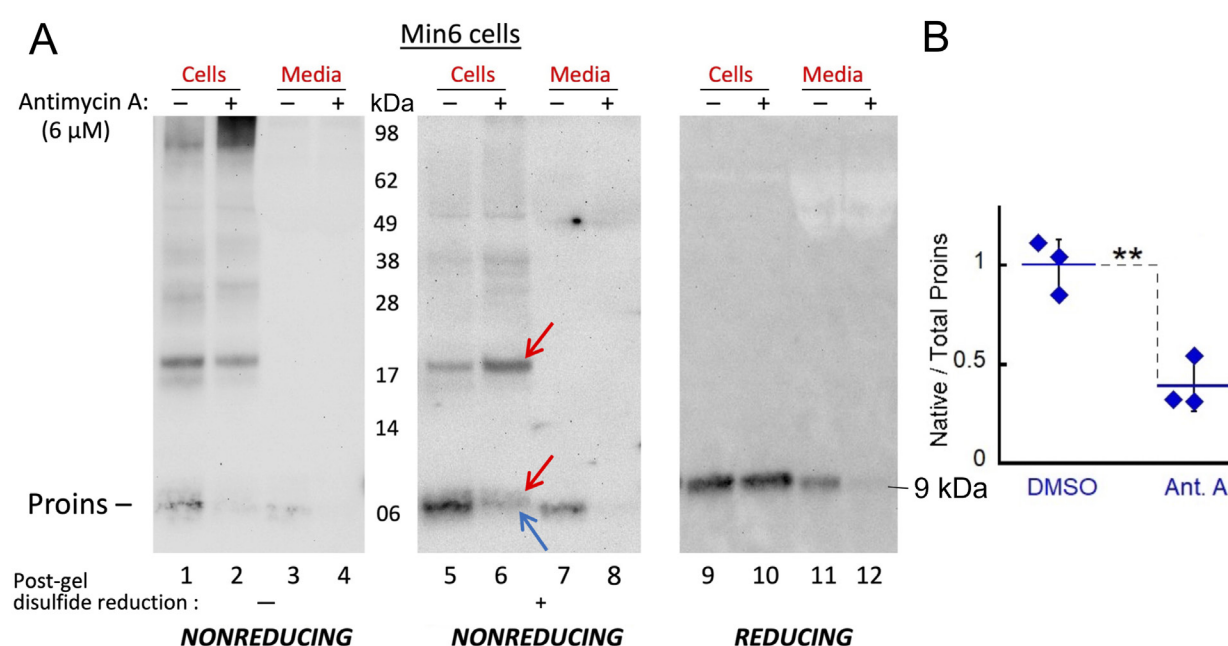 A
Min6 cells
B
Cells Media Cells Media Cells Media
Antimycin A: – + – + kDa – + – + – + – +
(6 µM)
98
62
49
38
28
17
14
06
Proins –
9 kDa
1 2 3 4 5 6 7 8 9 10 11 12
Post-gel
disulfide reduction : – +
NONREDUCING NONREDUCING REDUCING
Native / Total Proins
1
0.5
0
**
DMSO Ant. A